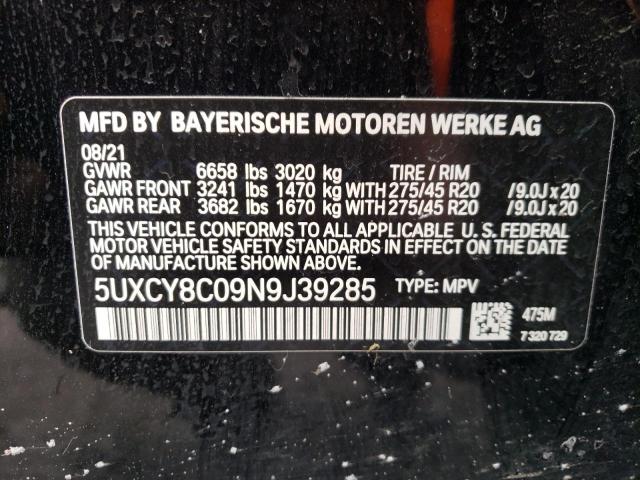 MFD BY BAYERISCHE MOTOREN WERKE AG
08/21
GVWR 6658 lbs 3020 kg TIRE / RIM
GAWR FRONT 3241 lbs 1470 kg WITH 275/45 R20 /9.0J x 20
GAWR REAR 3682 lbs 1670 kg WITH 275/45 R20 /9.0J x 20
THIS VEHICLE CONFORMS TO ALL APPLICABLE U. S. FEDERAL
MOTOR VEHICLE SAFETY STANDARDS IN EFFECT ON THE DATE
OF MANUFACTURE SHOWN ABOVE.
5UXCY8C09N9J39285 TYPE: MPV
475M
7 320 729